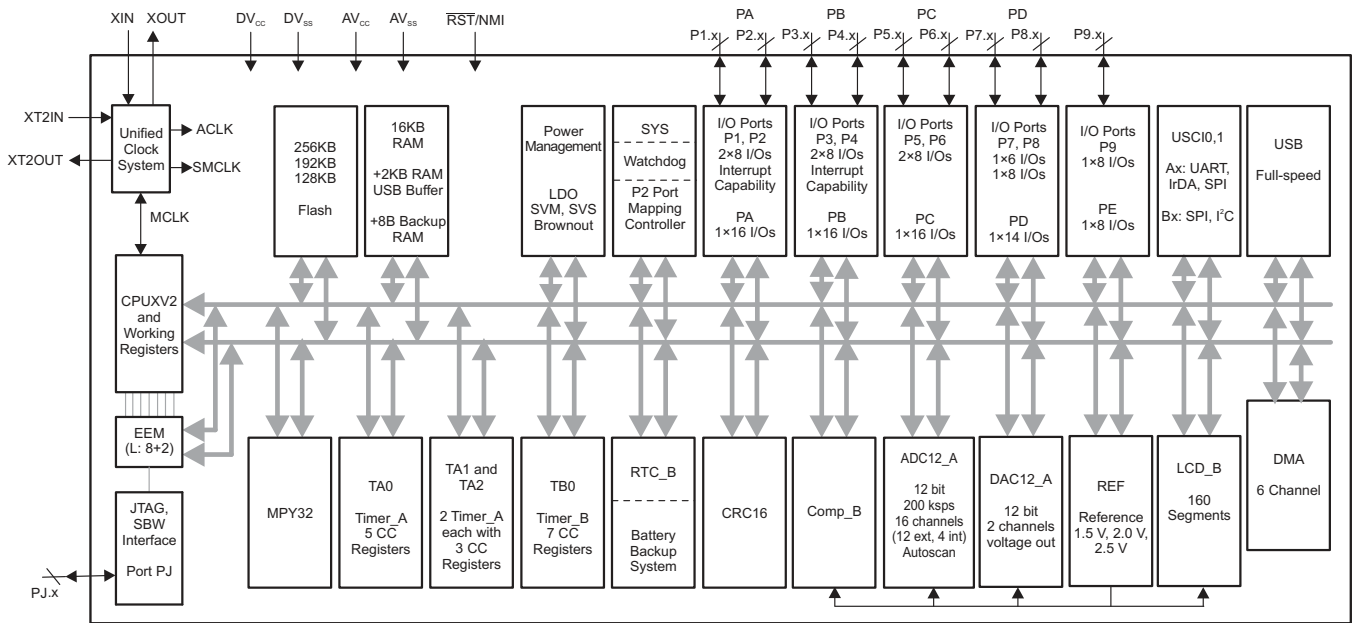 XIN XOUT DVCC DVSS AVCC AVSS RST/NMI PA PB PC PD
P1.x P2.x P3.x P4.x P5.x P6.x P7.x P8.x P9.x
XT2IN
XT2OUT
Unified
Clock
System
ACLK
SMCLK
MCLK
256KB
192KB
128KB
Flash
16KB
RAM
+2KB RAM
USB Buffer
+8B Backup
RAM
Power
Management
LDO
SVM, SVS
Brownout
SYS
Watchdog
P2 Port
Mapping
Controller
I/O Ports
P1, P2
2×8 I/Os
Interrupt
Capability
PA
1×16 I/Os
I/O Ports
P3, P4
2×8 I/Os
Interrupt
Capability
PB
1×16 I/Os
I/O Ports
P5, P6
2×8 I/Os
PC
1×16 I/Os
I/O Ports
P7, P8
1×6 I/Os
1×8 I/Os
PD
1×14 I/Os
I/O Ports
P9
1×8 I/Os
PE
1×8 I/Os
USCI0,1
Ax: UART,
IrDA, SPI
Bx: SPI, I²C
USB
Full-speed
CPUXV2
and
Working
Registers
EEM
(L: 8+2)
JTAG,
SBW
Interface
Port PJ
PJ.x
MPY32
TA0
Timer_A
5 CC
Registers
TA1 and
TA2
2 Timer_A
each with
3 CC
Registers
TB0
Timer_B
7 CC
Registers
RTC_B
Battery
Backup
System
CRC16
Comp_B
ADC12_A
12 bit
200 ksps
16 channels
(12 ext, 4 int)
Autoscan
DAC12_A
12 bit
2 channels
voltage out
REF
Reference
1.5 V, 2.0 V,
2.5 V
LCD_B
160
Segments
DMA
6 Channel